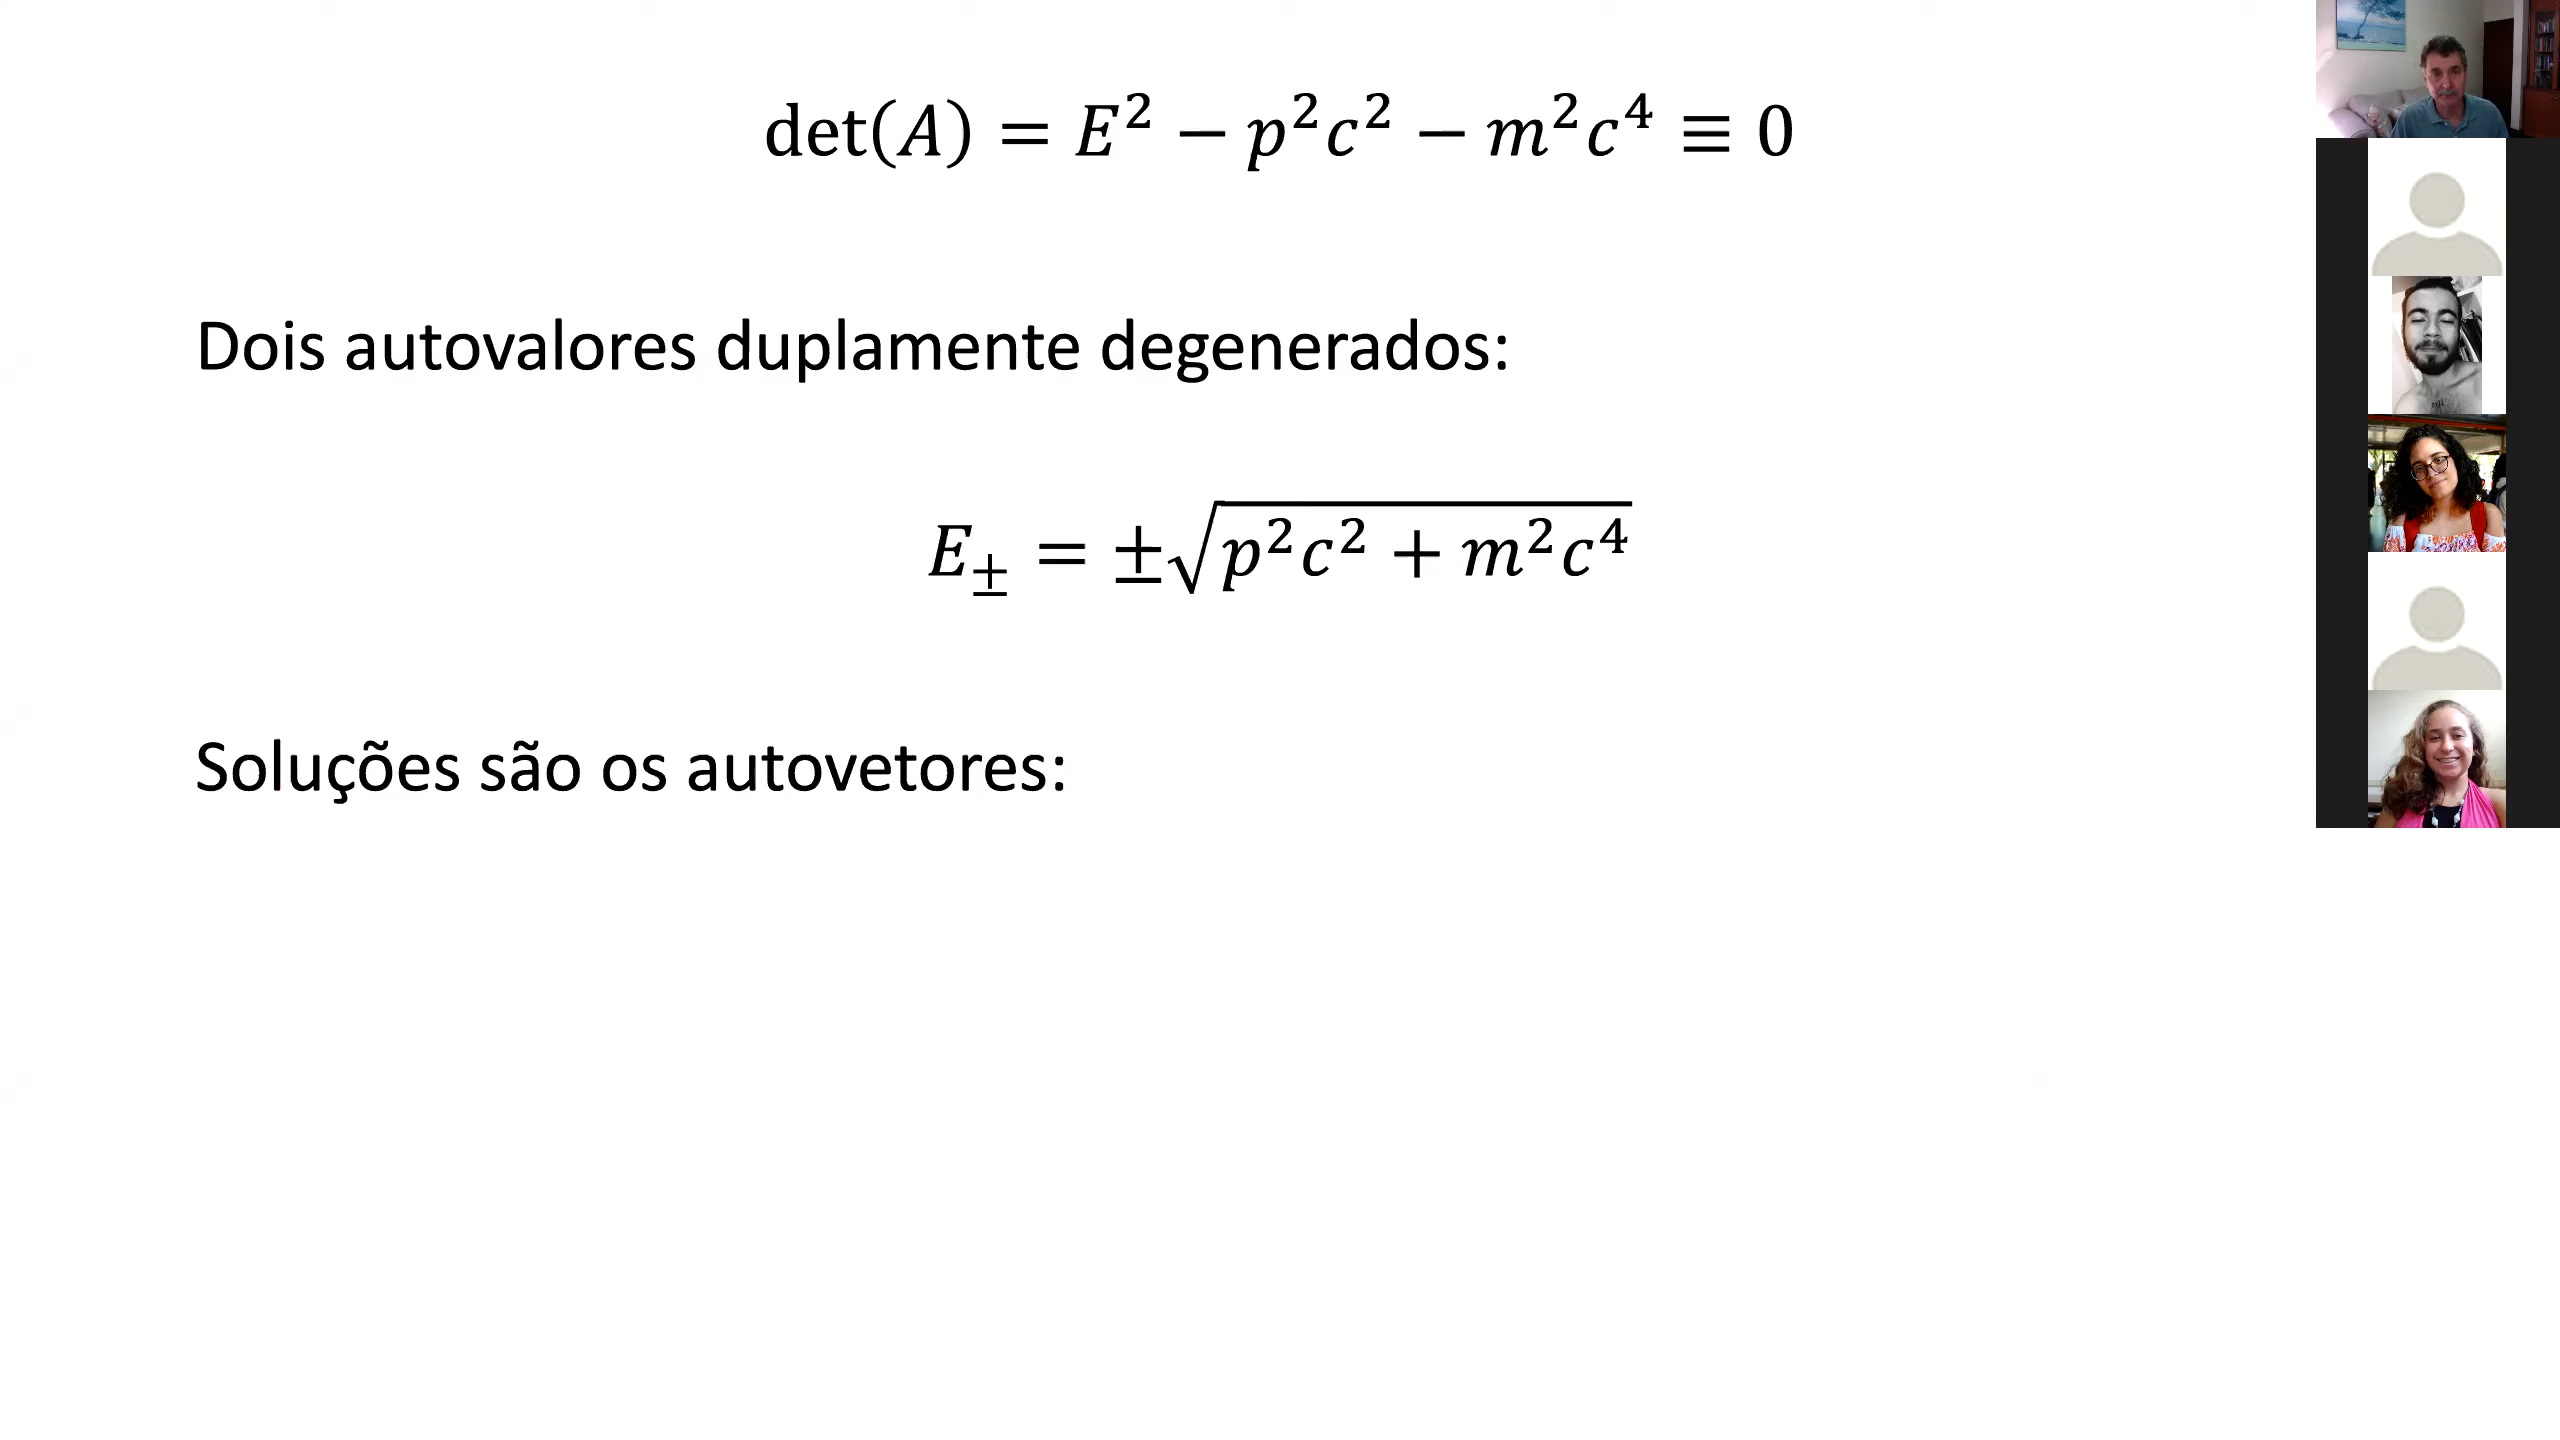 det(A) = E² − p²c² − m²c⁴ ≡ 0
Dois autovalores duplamente degenerados:
E± = ±√(p²c² + m²c⁴)
Soluções são os autovetores: